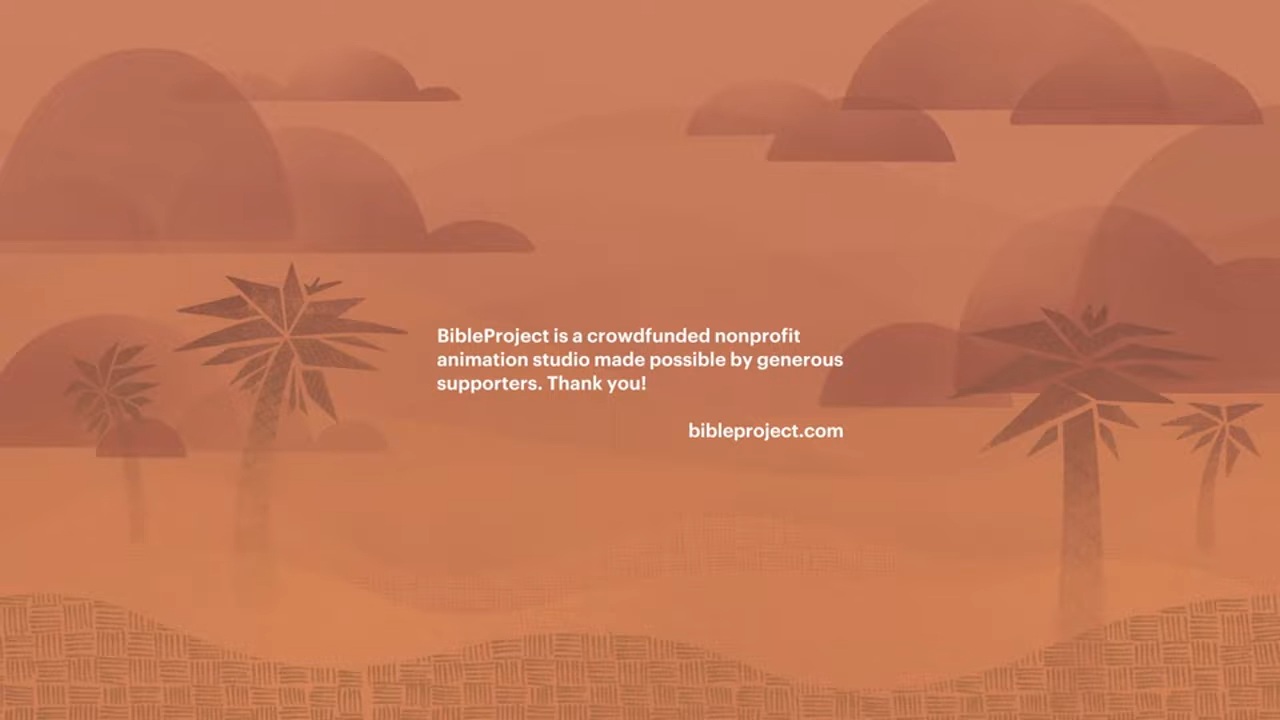 BibleProject is a crowdfunded nonprofit
animation studio made possible by generous
supporters. Thank you!
bibleproject.com